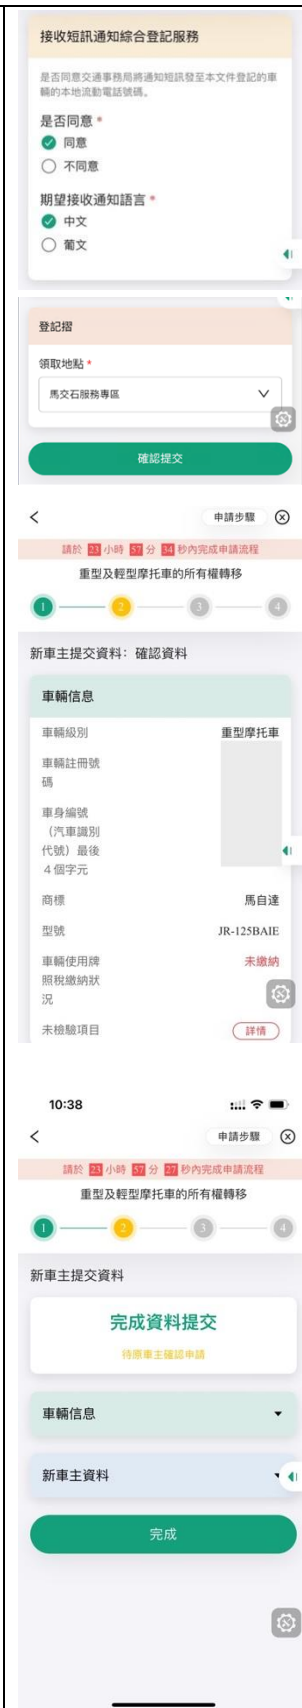 接收短訊通知綜合登記服務
是否同意交通事務局將通知短訊發至本文件登記的車
輛的本地流動電話號碼。
是否同意 *
同意
不同意
期望接收通知語言 *
中文
葡文
登記摺
領取地點 *
馬交石服務專區
確認提交
申請步驟
請於 23 小時 57 分 34 秒內完成申請流程
重型及輕型摩托車的所有權轉移
1 2 3 4
新車主提交資料：確認資料
車輛信息
車輛級別 重型摩托車
車輛註冊號
碼
車身編號
（汽車識別
代號）最後
4 個字元
商標 馬自達
型號 JR-125BAIE
車輛使用牌 未繳納
照稅繳納狀
況
未檢驗項目 詳情
10:38
申請步驟
請於 23 小時 57 分 27 秒內完成申請流程
重型及輕型摩托車的所有權轉移
1 2 3 4
新車主提交資料
完成資料提交
待原車主確認申請
車輛信息
新車主資料
完成